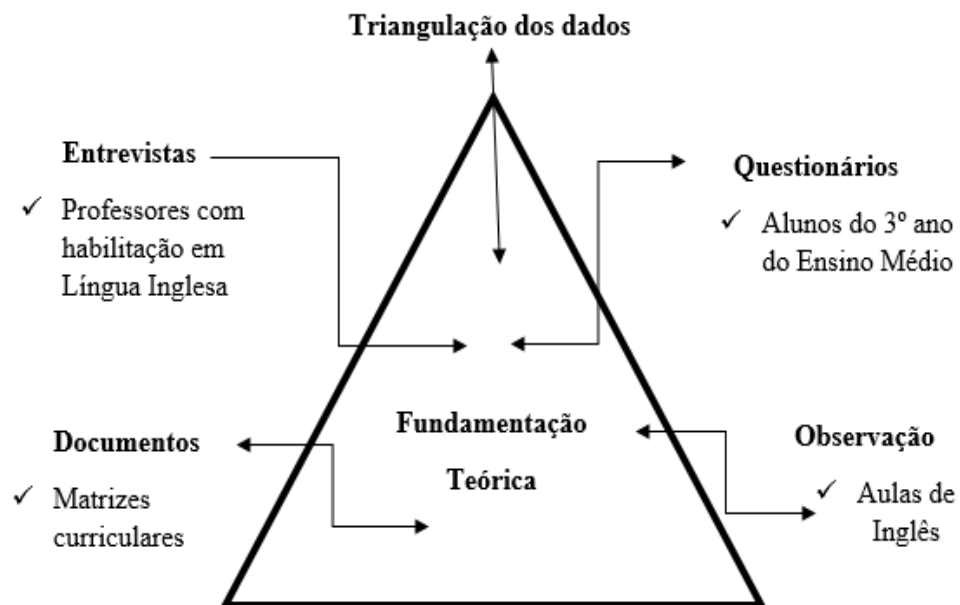 Triangulação dos dados
Entrevistas
✓ Professores com
habilitação em
Língua Inglesa
Questionários
✓ Alunos do 3º ano
do Ensino Médio
Fundamentação
Teórica
Documentos
✓ Matrizes
curriculares
Observação
✓ Aulas de
Inglês